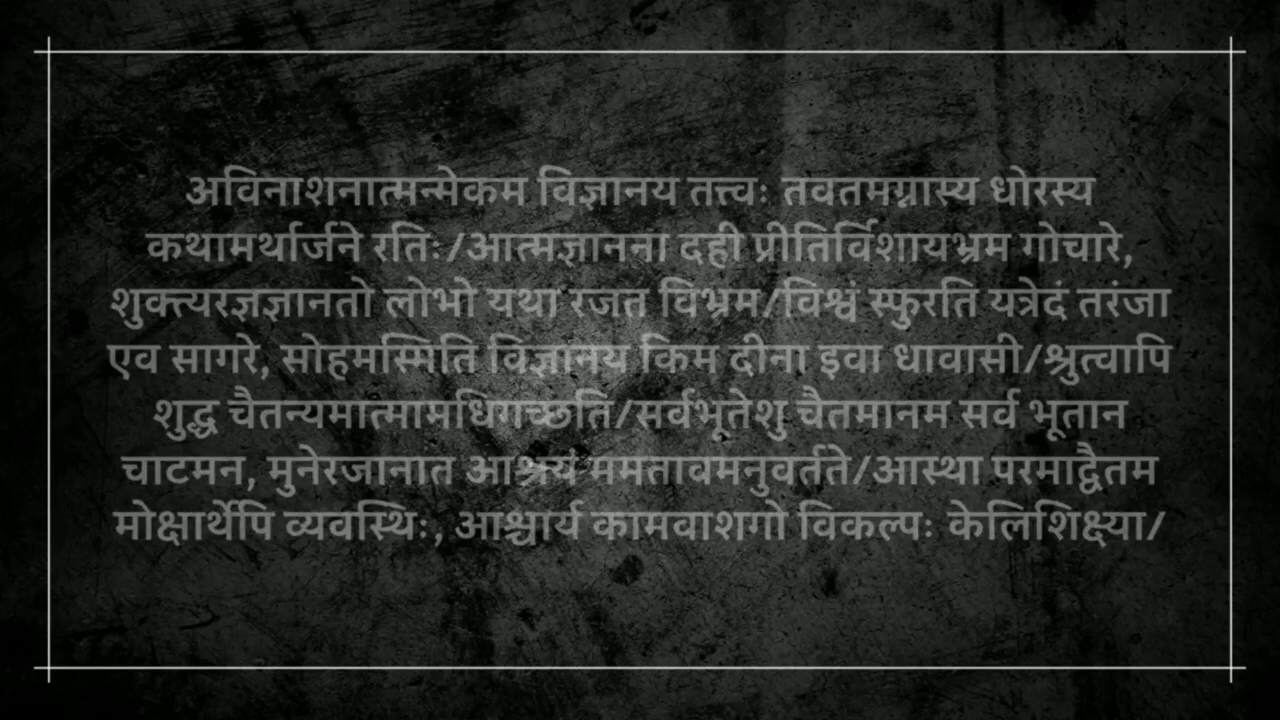 अविनाशनात्मन्मेकम विज्ञानय तत्त्वः तवतमग्नास्य धोरस्य
कथामर्थार्जने रतिः/आत्मज्ञानना दही प्रीतिर्विशायभ्रम गोचारे,
शुक्त्यरज्ञज्ञानतो लोभो यथा रजत विभ्रम/विश्वं स्फुरति यत्रेदं तरंजा
एव सागरे, सोहमस्मिति विज्ञानय किम दीना इवा धावासी/श्रुत्वापि
शुद्ध चैतन्यमात्मामधिगच्छति/सर्वभूतेशु चैतमानम सर्व भूतान
चाटमन, मुनेरजानात आश्रयं ममतावमनुवर्तते/आस्था परमाद्वैतम
मोक्षार्थेपि व्यवस्थिः, आश्चार्य कामवाशगो विकल्पः केलिशिक्ष्या/